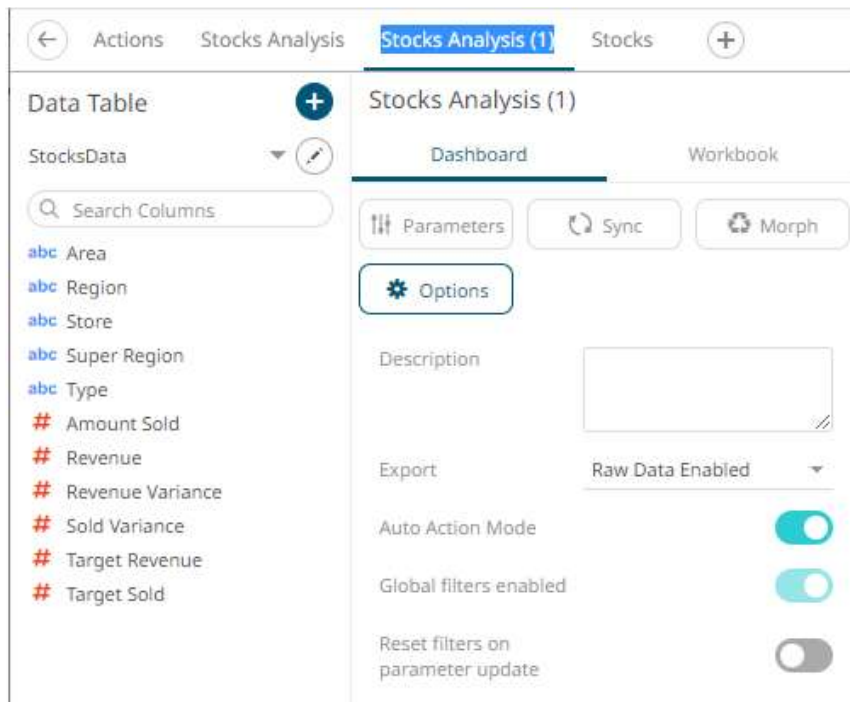 Actions Stocks Analysis Stocks Analysis (1) Stocks
Data Table
StocksData
Search Columns
abc Area
abc Region
abc Store
abc Super Region
abc Type
# Amount Sold
# Revenue
# Revenue Variance
# Sold Variance
# Target Revenue
# Target Sold
Stocks Analysis (1)
Dashboard Workbook
Parameters Sync Morph
Options
Description
Export Raw Data Enabled
Auto Action Mode
Global filters enabled
Reset filters on
parameter update